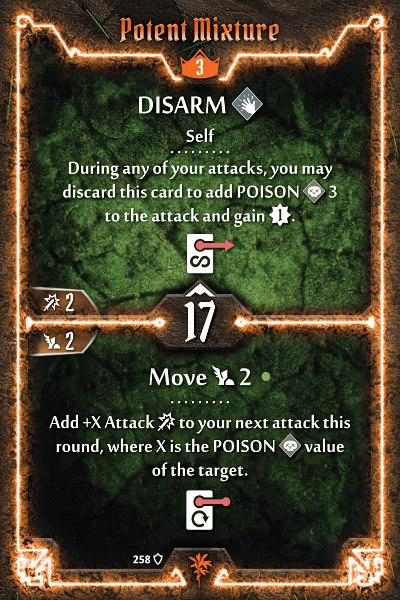 Potent Mixture
3
DISARM
Self
During any of your attacks, you may
discard this card to add POISON 3
to the attack and gain 1.
2
17
2
Move 2
Add +X Attack to your next attack this
round, where X is the POISON value
of the target.
258